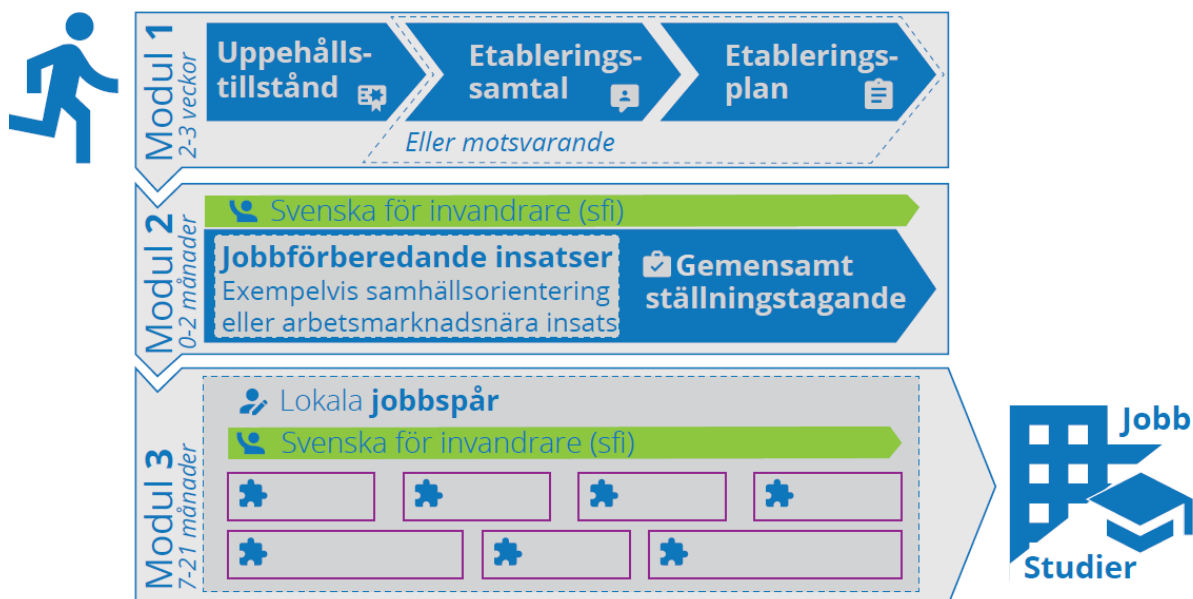 Modul 1
2-3 veckor
Uppehålls-
tillstånd
Etablerings-
samtal
Etablerings-
plan
Eller motsvarande
Modul 2
0-2 månader
Svenska för invandrare (sfi)
Jobbförberedande insatser
Exempelvis samhällsorientering
eller arbetsmarknadsnära insats
Gemensamt
ställningstagande
Modul 3
7-21 månader
Lokala jobbspår
Svenska för invandrare (sfi)
Jobb
Studier